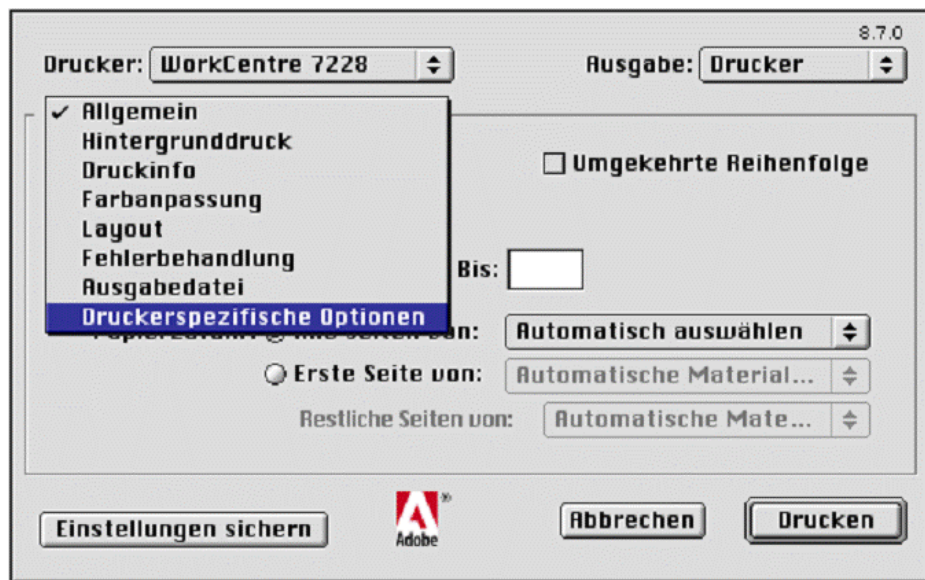 8.7.0
Drucker: WorkCentre 7228 Ausgabe: Drucker
✓ Allgemein
Hintergrunddruck
Druckinfo
Farbanpassung
Layout
Fehlerbehandlung
Ausgabedatei
Druckerspezifische Optionen
Umgekehrte Reihenfolge
Bis:
Automatisch auswählen
Erste Seite von: Automatische Material...
Restliche Seiten von: Automatische Mate...
Einstellungen sichern
Adobe
®
Abbrechen
Drucken